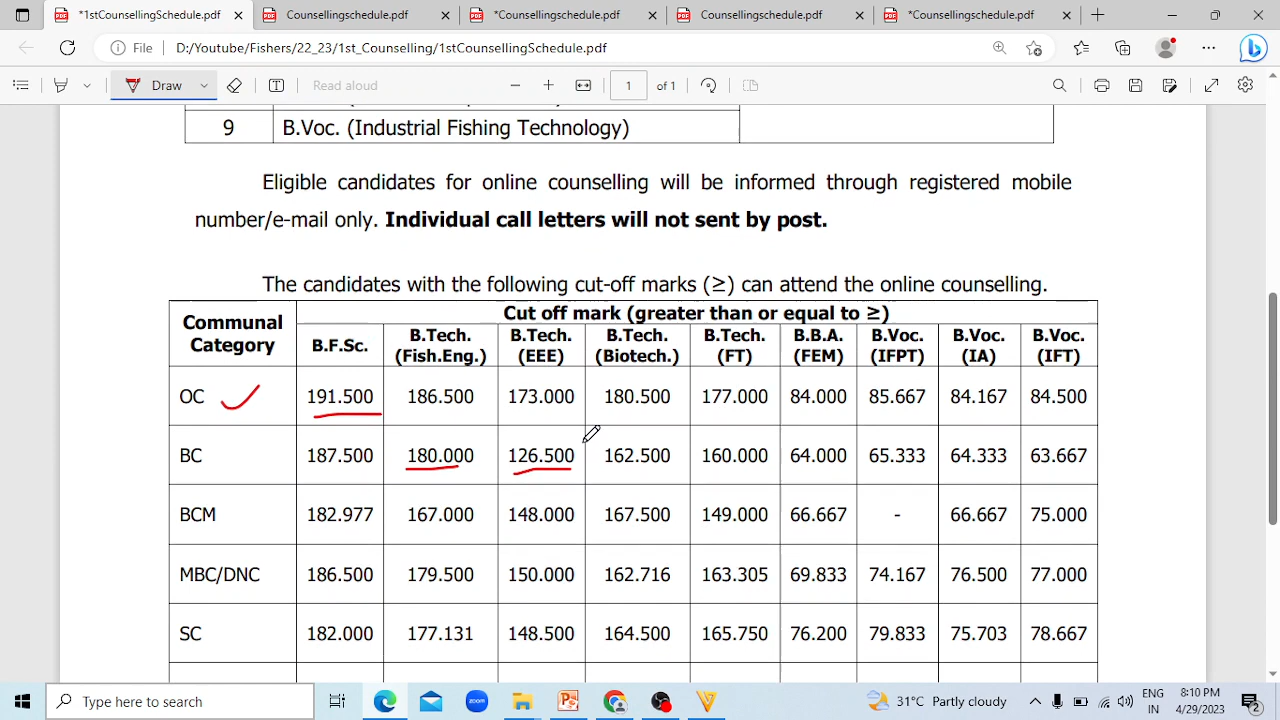 *1stCounsellingSchedule.pdf
Counsellingschedule.pdf
*Counsellingschedule.pdf
Counsellingschedule.pdf
*Counsellingschedule.pdf
File D:/Youtube/Fishers/22_23/1st_Counselling/1stCounsellingSchedule.pdf
Draw
Read aloud
1 of 1
9 B.Voc. (Industrial Fishing Technology)
Eligible candidates for online counselling will be informed through registered mobile
number/e-mail only. Individual call letters will not sent by post.
The candidates with the following cut-off marks (≥) can attend the online counselling.
Communal Category Cut off mark (greater than or equal to ≥)
B.F.Sc. B.Tech. (Fish.Eng.) B.Tech. (EEE) B.Tech. (Biotech.) B.Tech. (FT) B.B.A. (FEM) B.Voc. (IFPT) B.Voc. (IA) B.Voc. (IFT)
OC 191.500 186.500 173.000 180.500 177.000 84.000 85.667 84.167 84.500
BC 187.500 180.000 126.500 162.500 160.000 64.000 65.333 64.333 63.667
BCM 182.977 167.000 148.000 167.500 149.000 66.667 - 66.667 75.000
MBC/DNC 186.500 179.500 150.000 162.716 163.305 69.833 74.167 76.500 77.000
SC 182.000 177.131 148.500 164.500 165.750 76.200 79.833 75.703 78.667
Type here to search
zoom
31°C Partly cloudy
ENG
IN
8:10 PM
4/29/2023
2